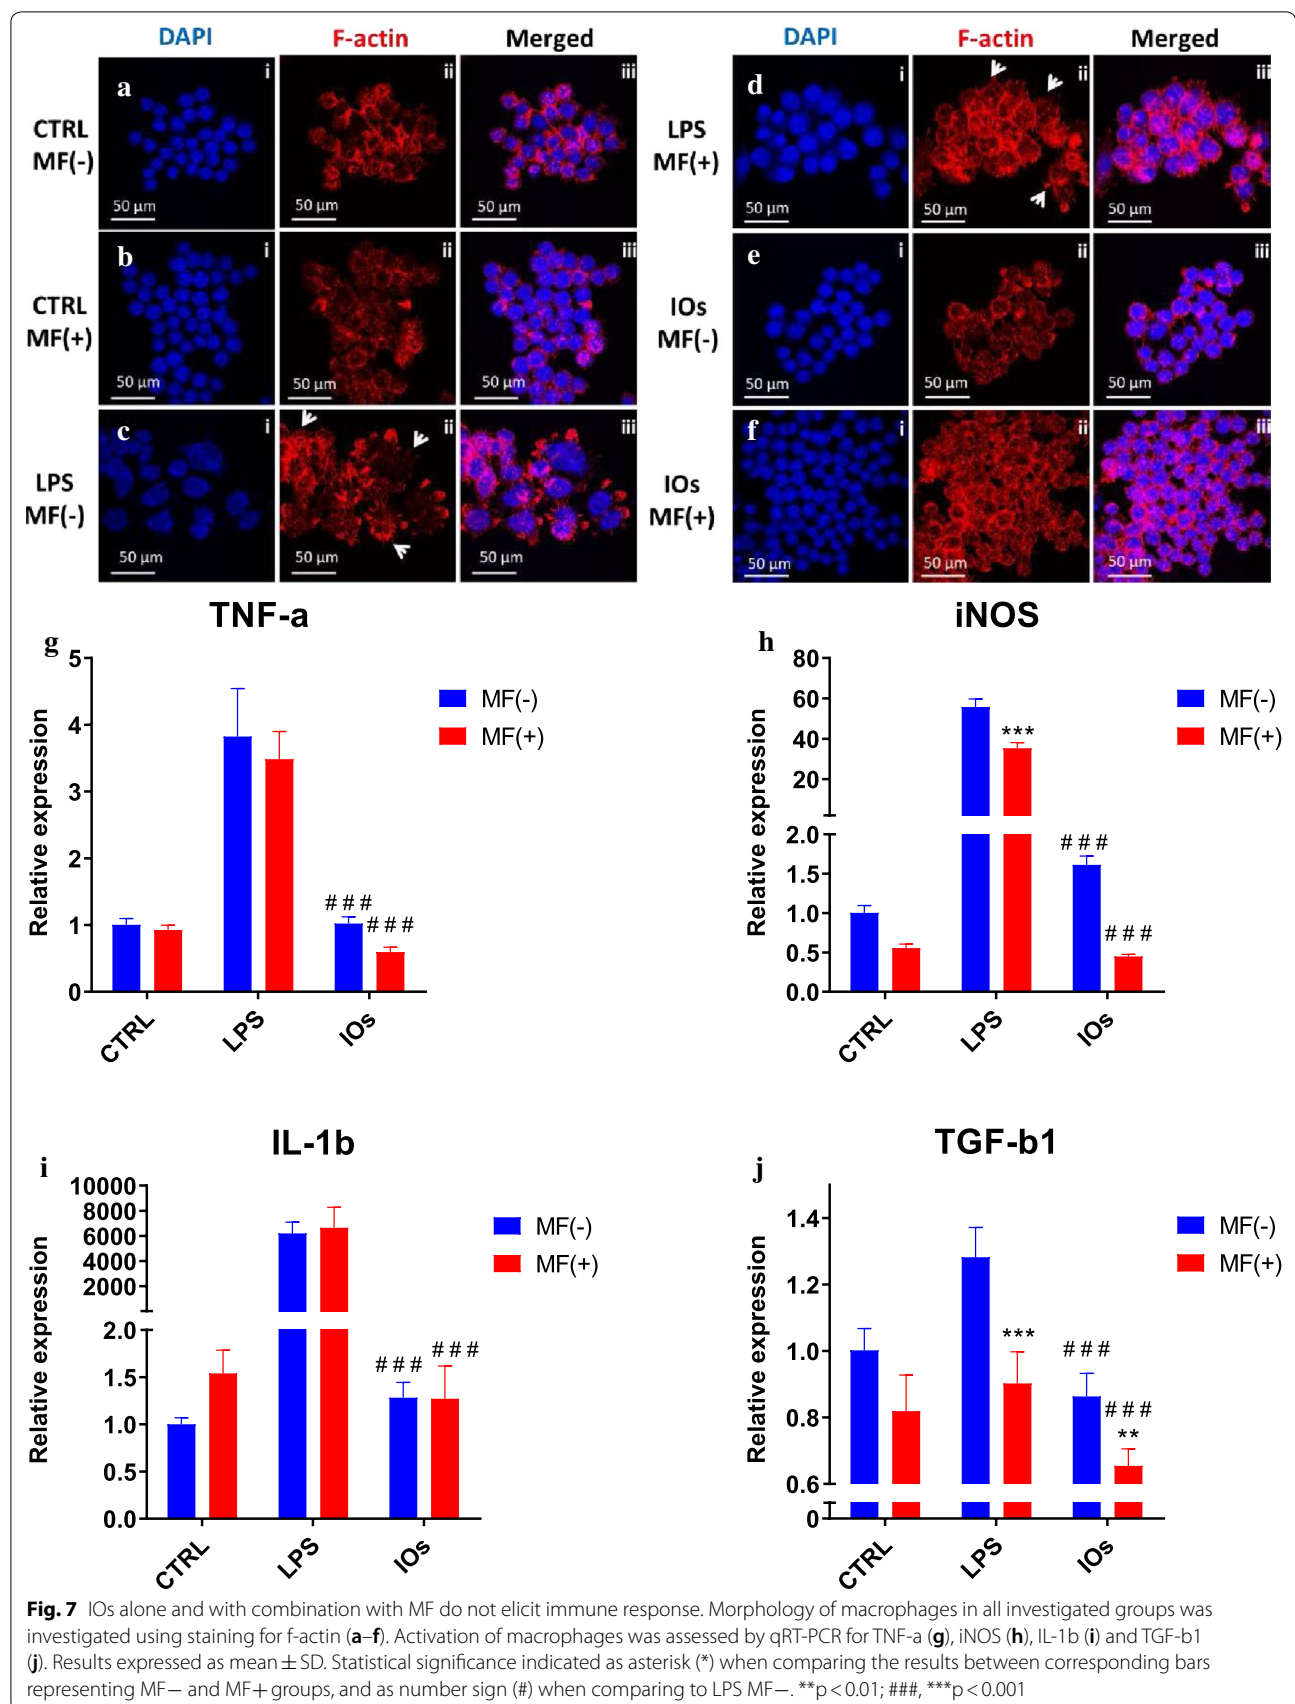 DAPI F-actin Merged DAPI F-actin Merged
CTRL MF(-) a i ii iii LPS MF(+) d i ii iii
50 µm 50 µm 50 µm 50 µm 50 µm 50 µm
CTRL MF(+) b i ii iii IOs MF(-) e i ii iii
50 µm 50 µm 50 µm 50 µm 50 µm 50 µm
LPS MF(-) c i ii iii IOs MF(+) f i ii iii
50 µm 50 µm 50 µm 50 µm 50 µm 50 µm
g
TNF-a
Relative expression
5
4
3
2
1
0
# # #
# # #
CTRL LPS IOs
MF(-)
MF(+)
h
iNOS
Relative expression
80
60
40
20
2.0
1.5
1.0
0.5
0.0
***
# # #
# # #
CTRL LPS IOs
MF(-)
MF(+)
i
IL-1b
Relative expression
10000
8000
6000
4000
2000
2.0
1.5
1.0
0.5
0.0
# # #
# # #
CTRL LPS IOs
MF(-)
MF(+)
j
TGF-b1
Relative expression
1.4
1.2
1.0
0.8
0.6
0
***
# # #
# # #
**
CTRL LPS IOs
MF(-)
MF(+)
Fig. 7 IOs alone and with combination with MF do not elicit immune response. Morphology of macrophages in all investigated groups was
investigated using staining for f-actin (a–f). Activation of macrophages was assessed by qRT-PCR for TNF-a (g), iNOS (h), IL-1b (i) and TGF-b1
(j). Results expressed as mean ± SD. Statistical significance indicated as asterisk (*) when comparing the results between corresponding bars
representing MF− and MF+ groups, and as number sign (#) when comparing to LPS MF−. **p < 0.01; ###, ***p < 0.001